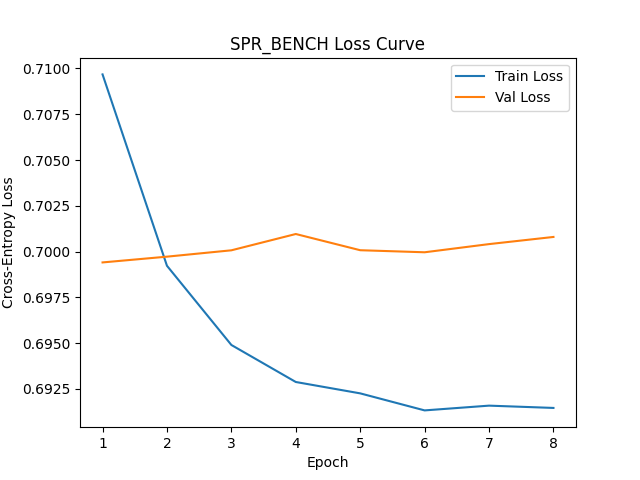 SPR_BENCH Loss Curve
Train Loss
Val Loss
Cross-Entropy Loss
0.7100
0.7075
0.7050
0.7025
0.7000
0.6975
0.6950
0.6925
1 2 3 4 5 6 7 8
Epoch